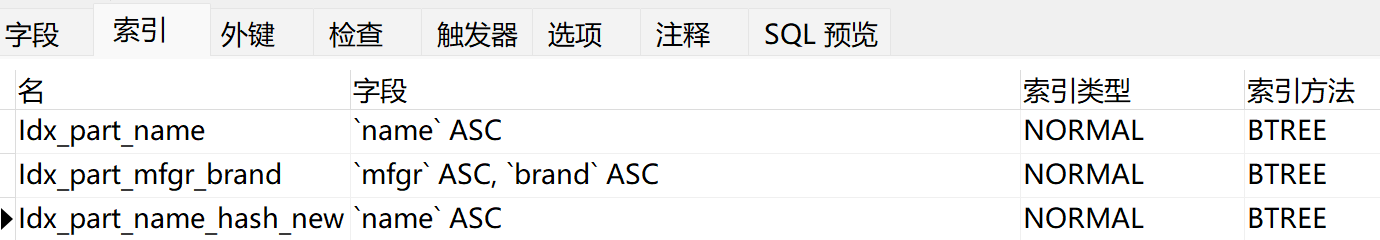 字段 索引 外键 检查 触发器 选项 注释 SQL 预览
名 字段 索引类型 索引方法
Idx_part_name `name` ASC NORMAL BTREE
Idx_part_mfgr_brand `mfgr` ASC, `brand` ASC NORMAL BTREE
Idx_part_name_hash_new `name` ASC NORMAL BTREE